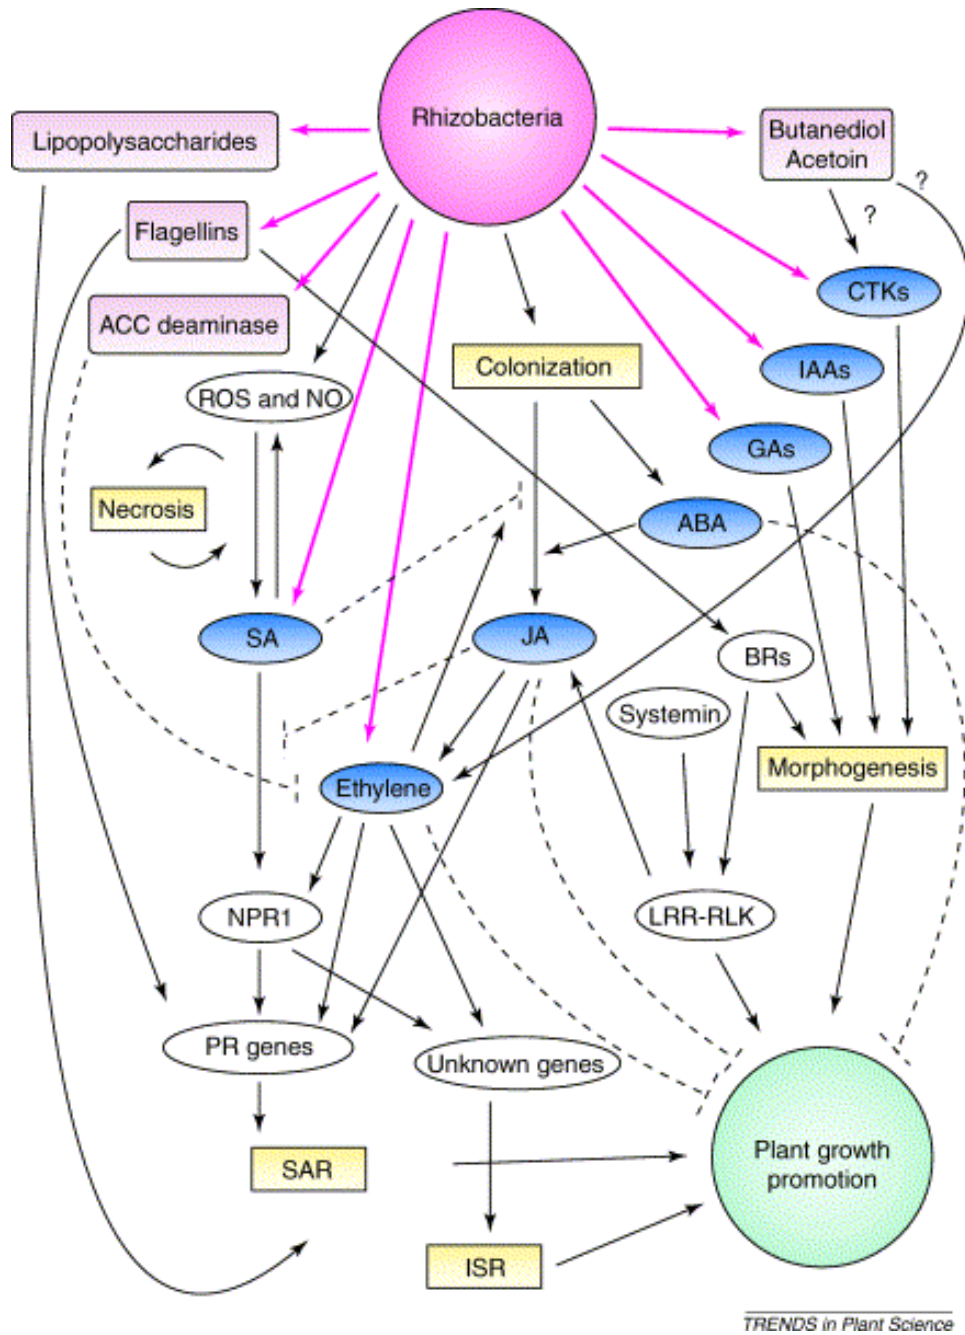 Rhizobacteria
Lipopolysaccharides
Butanediol
Acetoin
?
?
Flagellins
CTKs
ACC deaminase
Colonization
IAAs
ROS and NO
GAs
Necrosis
ABA
SA
JA
BRs
Systemin
Morphogenesis
Ethylene
NPR1
LRR-RLK
PR genes
Unknown genes
Plant growth
promotion
SAR
ISR
TRENDS in Plant Science